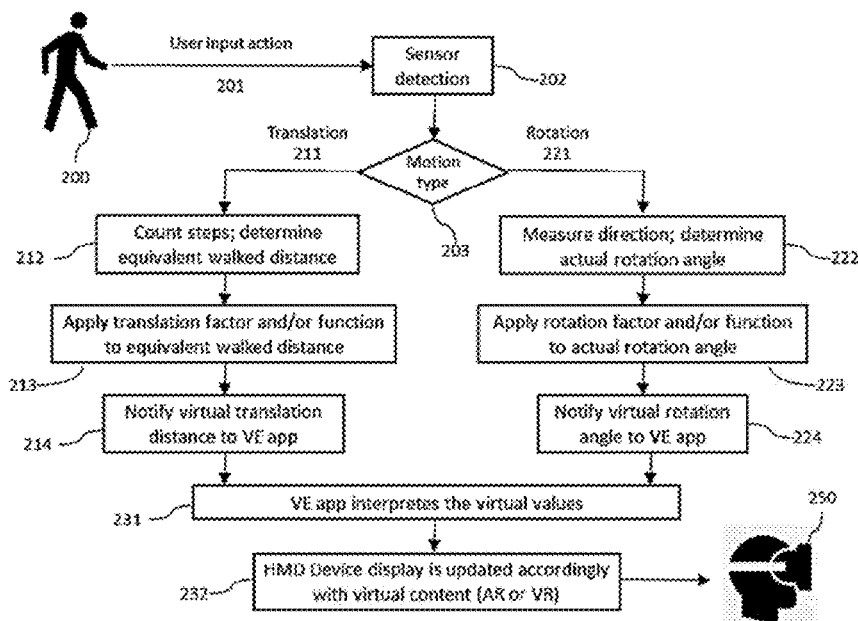 User input action
201
Sensor
detection
202
200
Translation
211
Rotation
221
Motion
type
203
Count steps; determine
equivalent walked distance
212
Measure direction; determine
actual rotation angle
222
Apply translation factor and/or function
to equivalent walked distance
213
Apply rotation factor and/or function
to actual rotation angle
223
Notify virtual translation
distance to VE app
214
Notify virtual rotation
angle to VE app
224
VE app interpretes the virtual values
231
250
HMD Device display is updated accordingly
with virtual content (AR or VR)
232